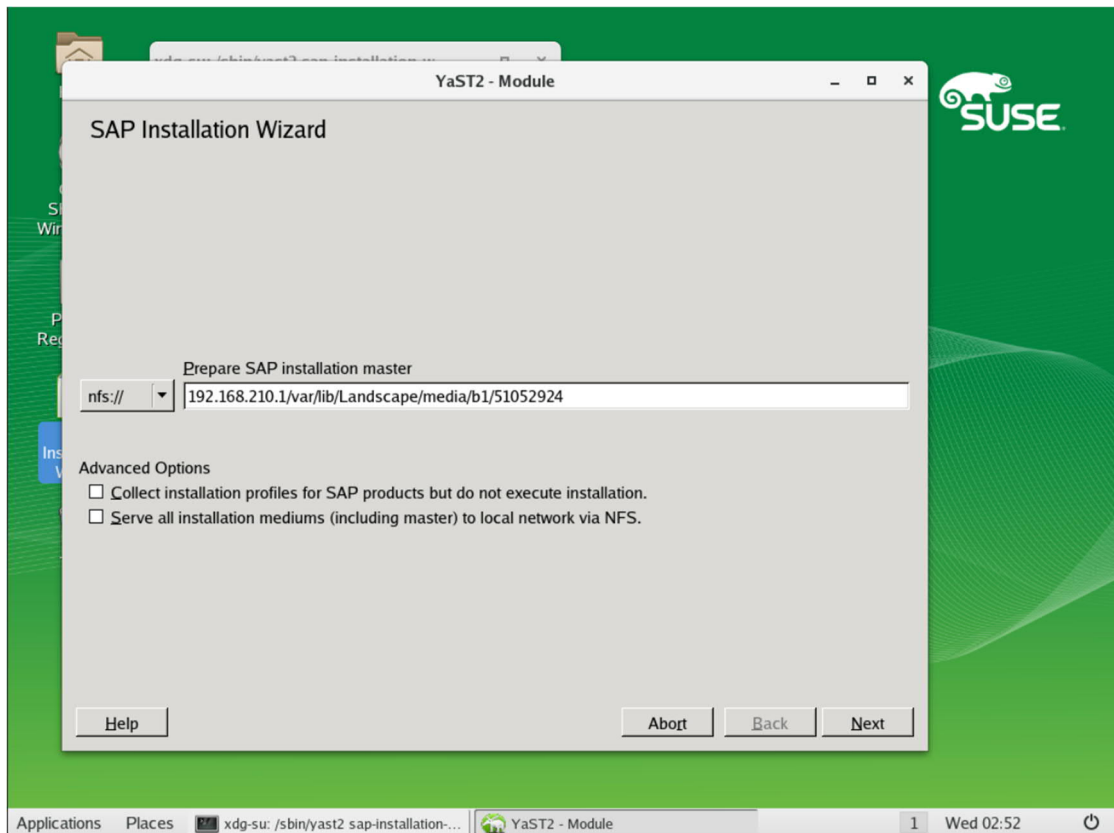 YaST2 - Module
SUSE
SAP Installation Wizard
Prepare SAP installation master
nfs://
192.168.210.1/var/lib/Landscape/media/b1/51052924
Advanced Options
Collect installation profiles for SAP products but do not execute installation.
Serve all installation mediums (including master) to local network via NFS.
Help
Abort
Back
Next
Applications
Places
xdg-su: /sbin/yast2 sap-installation-...
YaST2 - Module
1
Wed 02:52